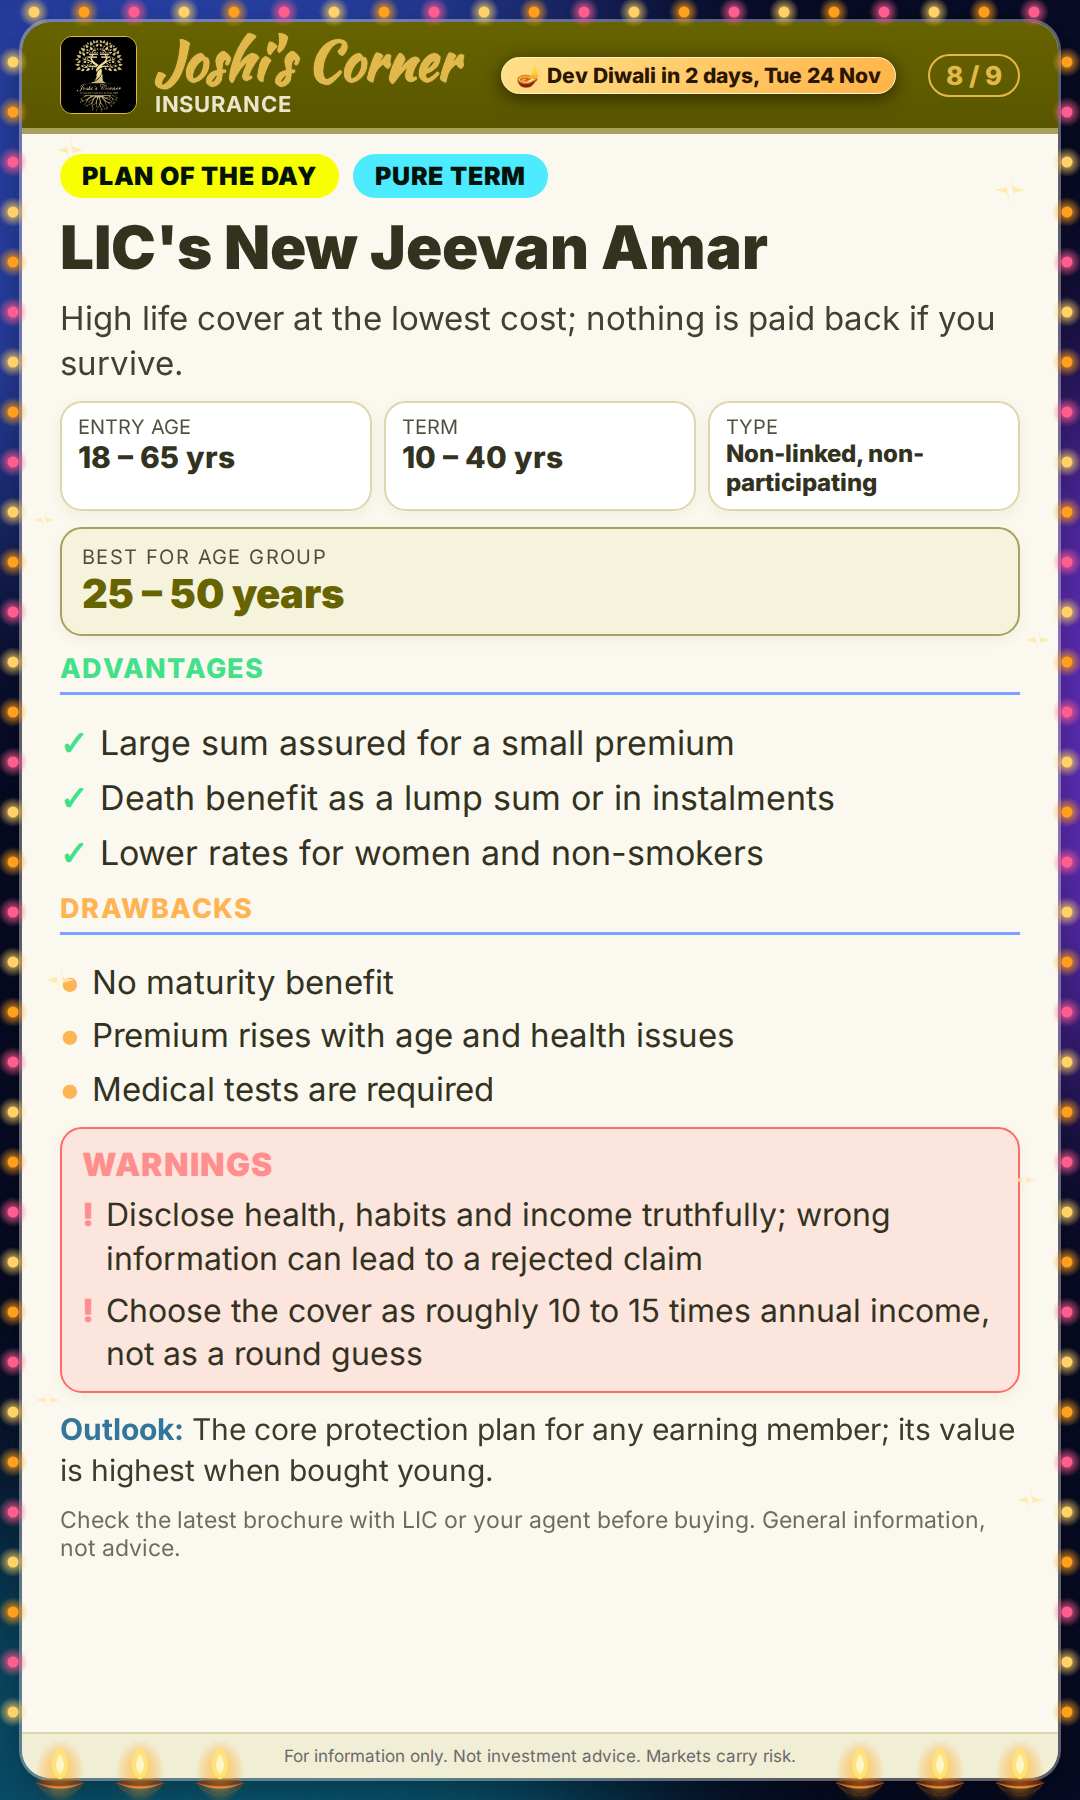 Joshi's Corner
Joshi's Corner
INSURANCE
🪔 Dev Diwali in 2 days, Tue 24 Nov
8 / 9
PLAN OF THE DAY
PURE TERM
LIC's New Jeevan Amar
High life cover at the lowest cost; nothing is paid back if you
survive.
ENTRY AGE
18 – 65 yrs
TERM
10 – 40 yrs
TYPE
Non-linked, non-
participating
BEST FOR AGE GROUP
25 – 50 years
ADVANTAGES
✓ Large sum assured for a small premium
✓ Death benefit as a lump sum or in instalments
✓ Lower rates for women and non-smokers
DRAWBACKS
● No maturity benefit
● Premium rises with age and health issues
● Medical tests are required
WARNINGS
! Disclose health, habits and income truthfully; wrong
information can lead to a rejected claim
! Choose the cover as roughly 10 to 15 times annual income,
not as a round guess
Outlook: The core protection plan for any earning member; its value
is highest when bought young.
Check the latest brochure with LIC or your agent before buying. General information,
not advice.
For information only. Not investment advice. Markets carry risk.